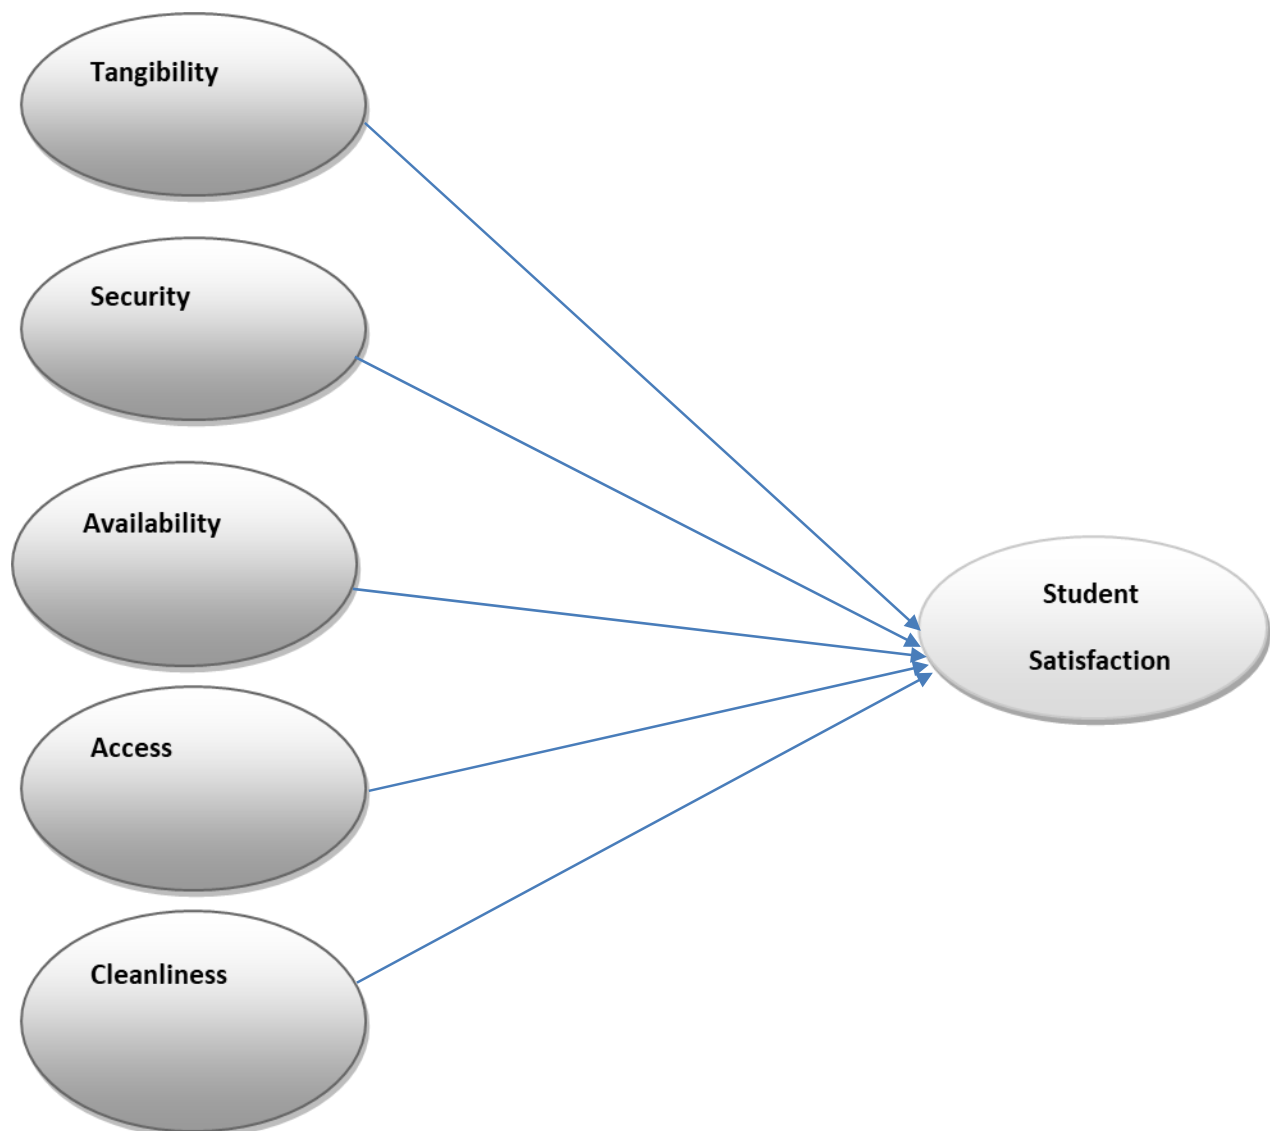 Tangibility
Security
Availability
Access
Cleanliness
Student
Satisfaction